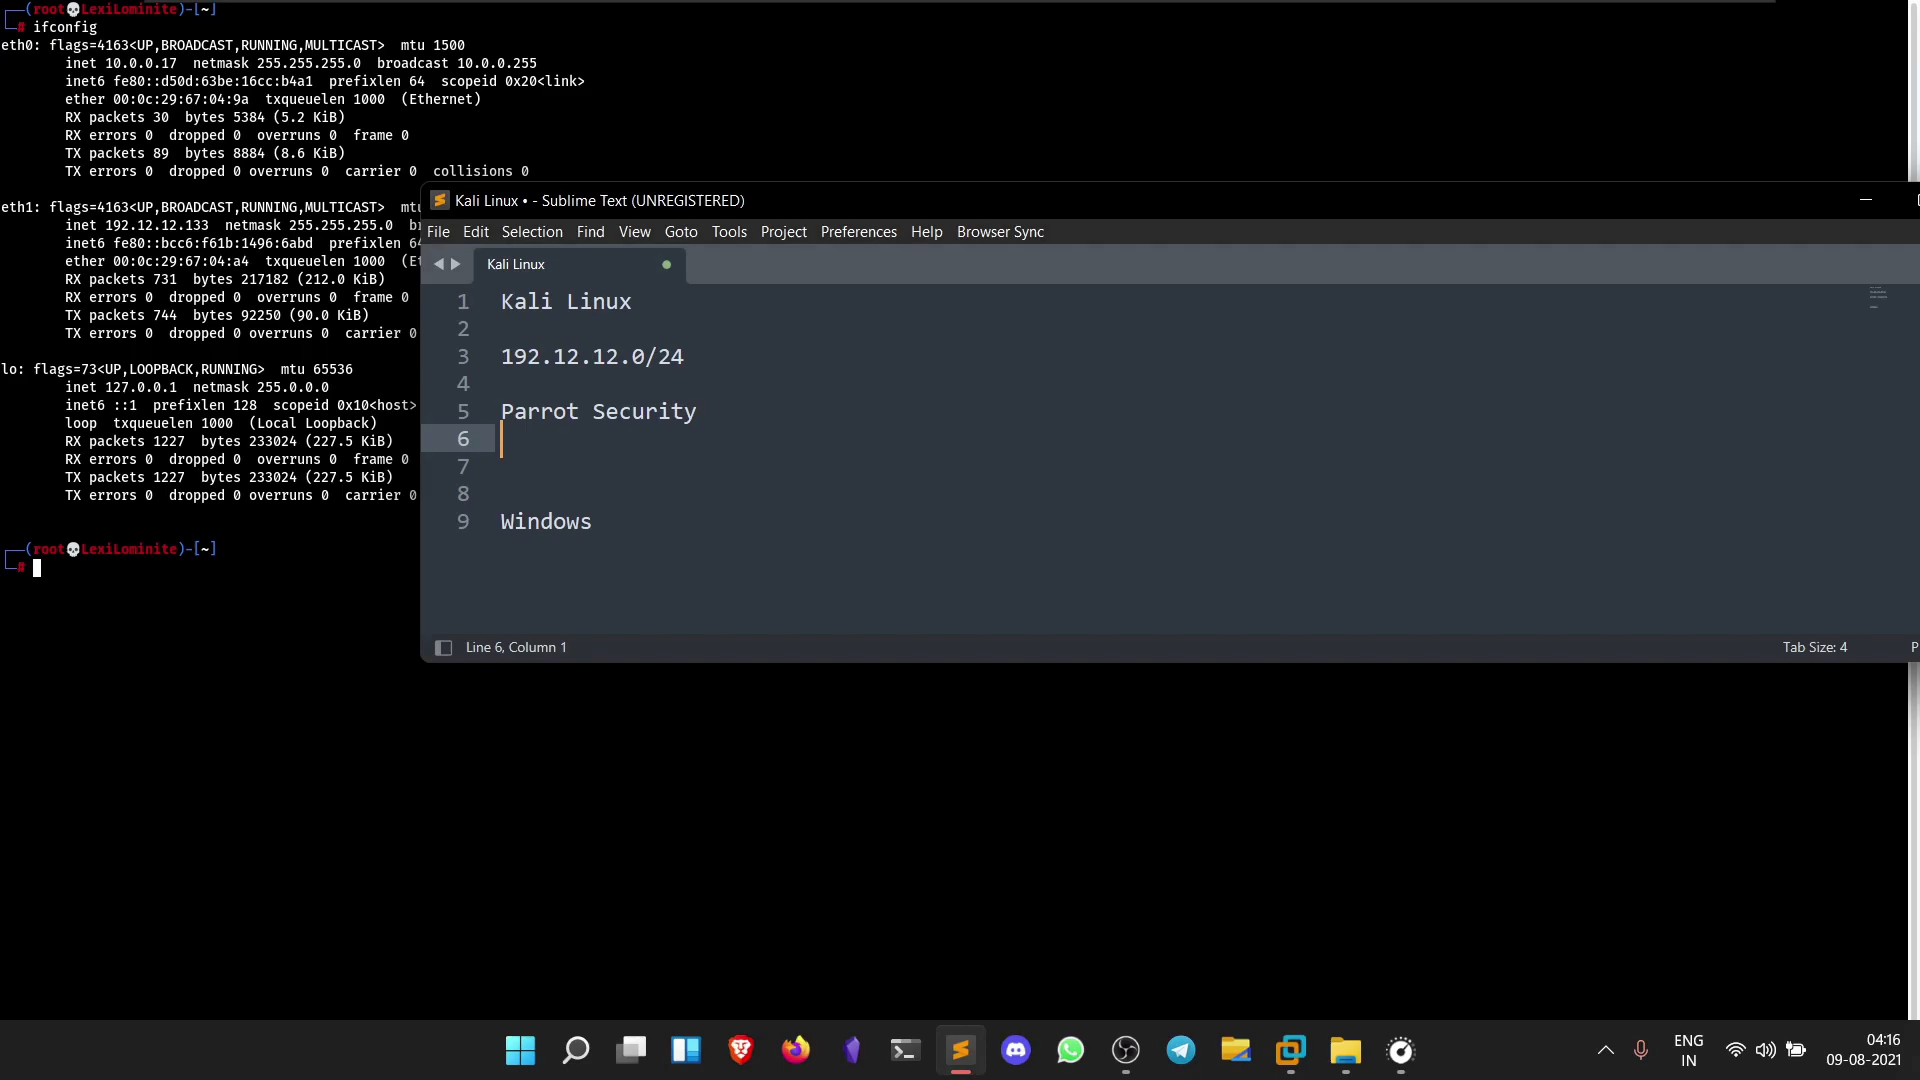 (root💀LexiLominite)-[~]
# ifconfig
eth0: flags=4163<UP,BROADCAST,RUNNING,MULTICAST>  mtu 1500
inet 10.0.0.17  netmask 255.255.255.0  broadcast 10.0.0.255
inet6 fe80::d50d:63be:16cc:b4a1  prefixlen 64  scopeid 0x20<link>
ether 00:0c:29:67:04:9a  txqueuelen 1000  (Ethernet)
RX packets 30  bytes 5384 (5.2 KiB)
RX errors 0  dropped 0  overruns 0  frame 0
TX packets 89  bytes 8884 (8.6 KiB)
TX errors 0  dropped 0 overruns 0  carrier 0  collisions 0
eth1: flags=4163<UP,BROADCAST,RUNNING,MULTICAST>  mtu
inet 192.12.12.133  netmask 255.255.255.0
inet6 fe80::bcc6:f61b:1496:6abd  prefixlen 64
ether 00:0c:29:67:04:a4  txqueuelen 1000
RX packets 731  bytes 217182 (212.0 KiB)
RX errors 0  dropped 0  overruns 0  frame 0
TX packets 744  bytes 92250 (90.0 KiB)
TX errors 0  dropped 0 overruns 0  carrier 0
lo: flags=73<UP,LOOPBACK,RUNNING>  mtu 65536
inet 127.0.0.1  netmask 255.0.0.0
inet6 ::1  prefixlen 128  scopeid 0x10<host>
loop  txqueuelen 1000  (Local Loopback)
RX packets 1227  bytes 233024 (227.5 KiB)
RX errors 0  dropped 0  overruns 0  frame 0
TX packets 1227  bytes 233024 (227.5 KiB)
TX errors 0  dropped 0 overruns 0  carrier 0
(root💀LexiLominite)-[~]
#
Kali Linux • - Sublime Text (UNREGISTERED)
File Edit Selection Find View Goto Tools Project Preferences Help Browser Sync
Kali Linux
1 Kali Linux
2
3 192.12.12.0/24
4
5 Parrot Security
6
7
8
9 Windows
Line 6, Column 1
Tab Size: 4
ENG
IN
04:16
09-08-2021